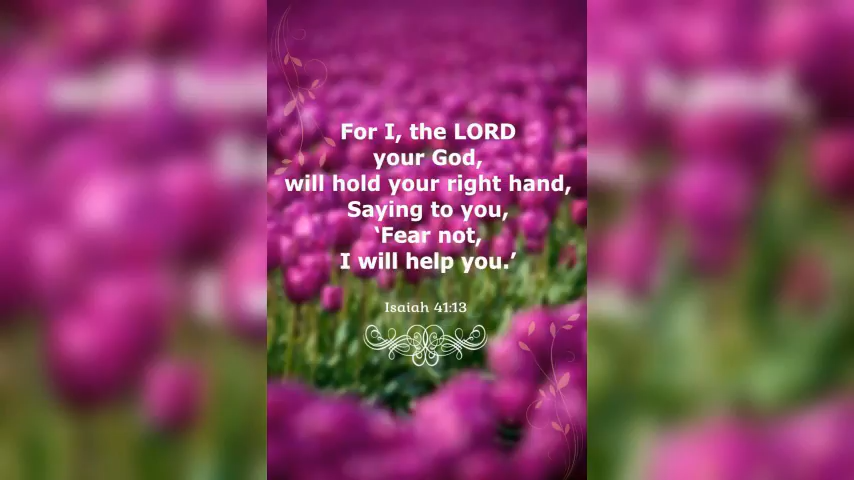 For I, the LORD
your God,
will hold your right hand,
Saying to you,
‘Fear not,
I will help you.’
Isaiah 41:13